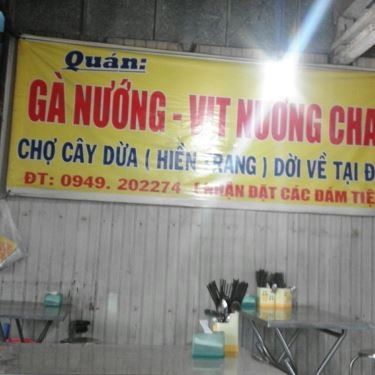 Quán:
GÀ NƯỚNG - VỊT NƯỚNG CHA
CHỢ CÂY DỪA ( HIỀN - RANG ) DỜI VỀ TẠI Đ
ĐT: 0949. 202274 NHẬN ĐẶT CÁC ĐÁM TIỆ